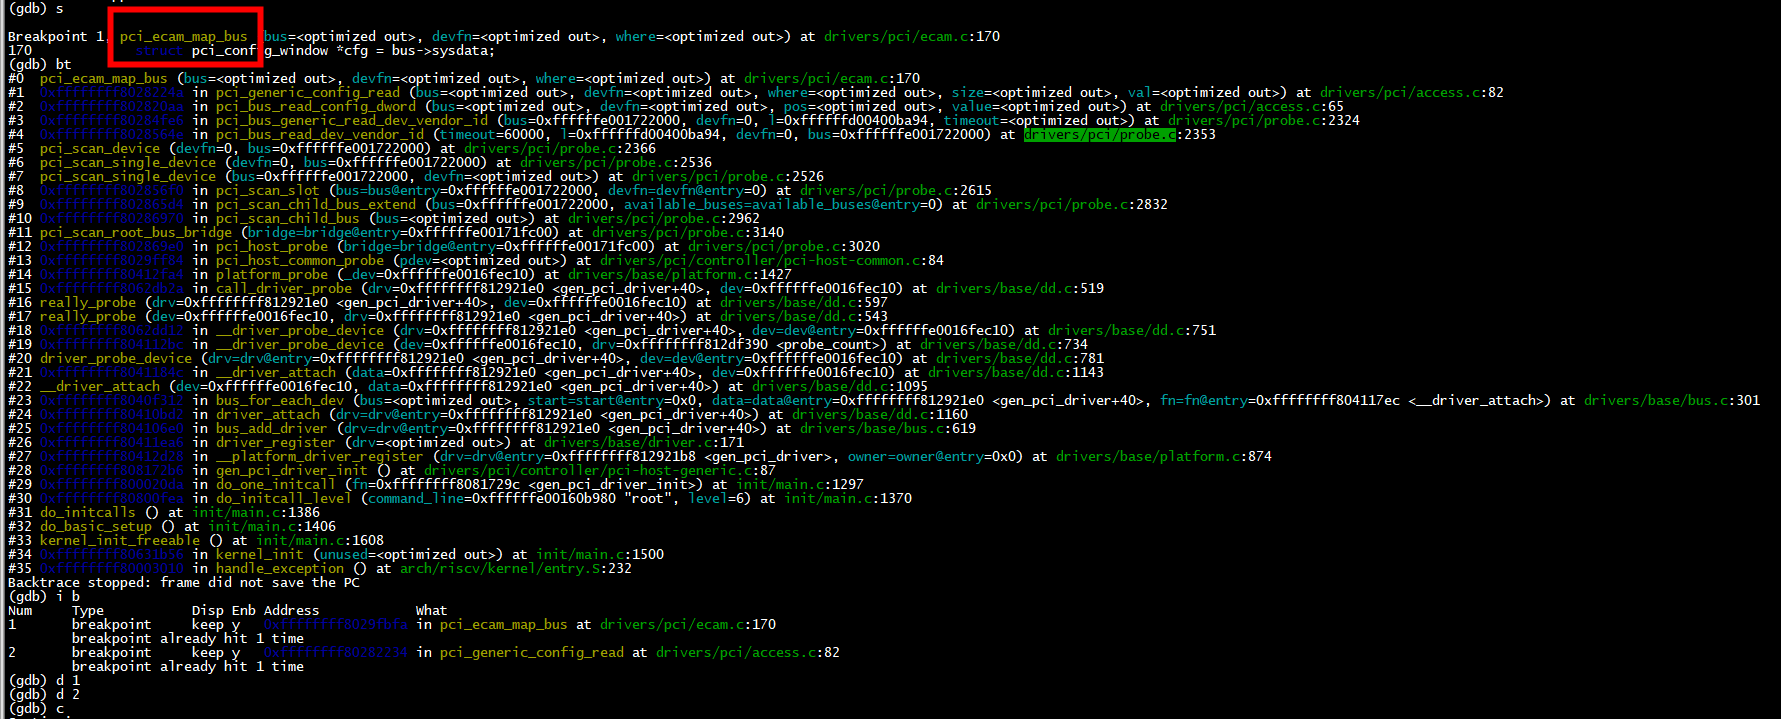 (gdb) s
Breakpoint 1, pci_ecam_map_bus (bus=<optimized out>, devfn=<optimized out>, where=<optimized out>) at drivers/pci/ecam.c:170
170 struct pci_config_window *cfg = bus->sysdata;
(gdb) bt
#0 pci_ecam_map_bus (bus=<optimized out>, devfn=<optimized out>, where=<optimized out>) at drivers/pci/ecam.c:170
#1 0xffffffff8028224a in pci_generic_config_read (bus=<optimized out>, devfn=<optimized out>, where=<optimized out>, size=<optimized out>, val=<optimized out>) at drivers/pci/access.c:82
#2 0xffffffff802820aa in pci_bus_read_config_dword (bus=<optimized out>, devfn=<optimized out>, pos=<optimized out>, value=<optimized out>) at drivers/pci/access.c:65
#3 0xffffffff80284fe6 in pci_bus_generic_read_dev_vendor_id (bus=0xffffffe001722000, devfn=0, l=0xffffffd00400ba94, timeout=<optimized out>) at drivers/pci/probe.c:2324
#4 0xffffffff8028564e in pci_bus_read_dev_vendor_id (timeout=60000, l=0xffffffd00400ba94, devfn=0, bus=0xffffffe001722000) at drivers/pci/probe.c:2353
#5 pci_scan_device (devfn=0, bus=0xffffffe001722000) at drivers/pci/probe.c:2366
#6 pci_scan_single_device (devfn=0, bus=0xffffffe001722000) at drivers/pci/probe.c:2536
#7 pci_scan_single_device (bus=0xffffffe001722000, devfn=<optimized out>) at drivers/pci/probe.c:2526
#8 0xffffffff802856f0 in pci_scan_slot (bus=bus@entry=0xffffffe001722000, devfn=devfn@entry=0) at drivers/pci/probe.c:2615
#9 0xffffffff802865d4 in pci_scan_child_bus_extend (bus=0xffffffe001722000, available_buses=available_buses@entry=0) at drivers/pci/probe.c:2832
#10 0xffffffff80286970 in pci_scan_child_bus (bus=<optimized out>) at drivers/pci/probe.c:2962
#11 pci_scan_root_bus_bridge (bridge=bridge@entry=0xffffffe00171fc00) at drivers/pci/probe.c:3140
#12 0xffffffff802869e0 in pci_host_probe (bridge=bridge@entry=0xffffffe00171fc00) at drivers/pci/probe.c:3020
#13 0xffffffff8029ff84 in pci_host_common_probe (pdev=<optimized out>) at drivers/pci/controller/pci-host-common.c:84
#14 0xffffffff80412fa4 in platform_probe (_dev=0xffffffe0016fec10) at drivers/base/platform.c:1427
#15 0xffffffff8062db2a in call_driver_probe (drv=0xffffffff812921e0 <gen_pci_driver+40>, dev=0xffffffe0016fec10) at drivers/base/dd.c:519
#16 really_probe (drv=0xffffffff812921e0 <gen_pci_driver+40>, dev=0xffffffe0016fec10) at drivers/base/dd.c:597
#17 really_probe (dev=0xffffffe0016fec10, drv=0xffffffff812921e0 <gen_pci_driver+40>) at drivers/base/dd.c:543
#18 0xffffffff8062dd12 in __driver_probe_device (drv=0xffffffff812921e0 <gen_pci_driver+40>, dev=dev@entry=0xffffffe0016fec10) at drivers/base/dd.c:751
#19 0xffffffff804112bc in __driver_probe_device (dev=0xffffffe0016fec10, drv=0xffffffff812df390 <probe_count>) at drivers/base/dd.c:734
#20 driver_probe_device (drv=drv@entry=0xffffffff812921e0 <gen_pci_driver+40>, dev=dev@entry=0xffffffe0016fec10) at drivers/base/dd.c:781
#21 0xffffffff8041184c in __driver_attach (data=0xffffffff812921e0 <gen_pci_driver+40>, dev=0xffffffe0016fec10) at drivers/base/dd.c:1143
#22 __driver_attach (dev=0xffffffe0016fec10, data=0xffffffff812921e0 <gen_pci_driver+40>) at drivers/base/dd.c:1095
#23 0xffffffff8040f312 in bus_for_each_dev (bus=<optimized out>, start=start@entry=0x0, data=data@entry=0xffffffff812921e0 <gen_pci_driver+40>, fn=fn@entry=0xffffffff804117ec <__driver_attach>) at drivers/base/bus.c:301
#24 0xffffffff80410bd2 in driver_attach (drv=drv@entry=0xffffffff812921e0 <gen_pci_driver+40>) at drivers/base/dd.c:1160
#25 0xffffffff804106e0 in bus_add_driver (drv=drv@entry=0xffffffff812921e0 <gen_pci_driver+40>) at drivers/base/bus.c:619
#26 0xffffffff80411ea6 in driver_register (drv=<optimized out>) at drivers/base/driver.c:171
#27 0xffffffff80412d28 in __platform_driver_register (drv=drv@entry=0xffffffff812921b8 <gen_pci_driver>, owner=owner@entry=0x0) at drivers/base/platform.c:874
#28 0xffffffff808172b6 in gen_pci_driver_init () at drivers/pci/controller/pci-host-generic.c:87
#29 0xffffffff800020da in do_one_initcall (fn=0xffffffff8081729c <gen_pci_driver_init>) at init/main.c:1297
#30 0xffffffff80800fea in do_initcall_level (command_line=0xffffffe00160b980 "root", level=6) at init/main.c:1370
#31 do_initcalls () at init/main.c:1386
#32 do_basic_setup () at init/main.c:1406
#33 kernel_init_freeable () at init/main.c:1608
#34 0xffffffff80631b56 in kernel_init (unused=<optimized out>) at init/main.c:1500
#35 0xffffffff80003010 in handle_exception () at arch/riscv/kernel/entry.S:232
Backtrace stopped: frame did not save the PC
(gdb) i b
Num Type Disp Enb Address What
1 breakpoint keep y 0xffffffff8029fbfa in pci_ecam_map_bus at drivers/pci/ecam.c:170
breakpoint already hit 1 time
2 breakpoint keep y 0xffffffff80282234 in pci_generic_config_read at drivers/pci/access.c:82
breakpoint already hit 1 time
(gdb) d 1
(gdb) d 2
(gdb) c